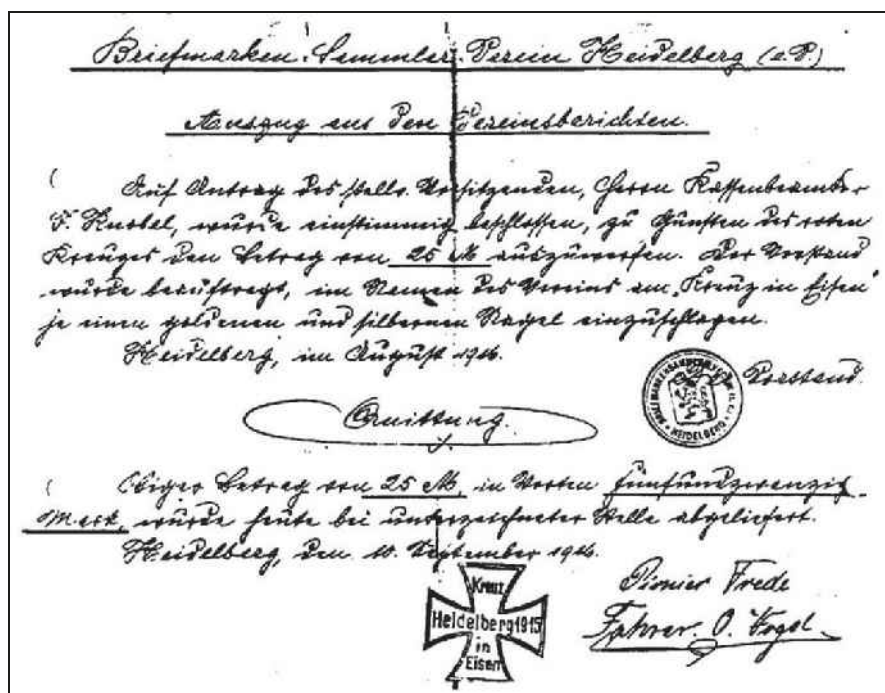 Briefmarken-Sammler-Verein Heidelberg (e.V.)
Auszug aus den Vereinsberichten.
Auf Antrag des stellv. Vorsitzenden, Herrn Kassenbeamter
F. Knobel, wurde einstimmig beschlossen, zu Gunsten des roten
Kreuzes den Betrag von 25 M auszuwerfen. Der Vorstand
wurde beauftragt, im Namen des Vereins am „Kreuz in Eisen"
je einen goldenen und silbernen Nagel einzuschlagen.
Heidelberg, im August 1916.
Vorstand.
HEIDELBERG
Quittung.
Obiger Betrag von 25 M, in Worten fünfundzwanzig
Mark, wurde heute bei unterzeichneter Stelle abgeliefert.
Heidelberg, den 10. September 1916.
Kreuz
Heidelberg 1915
in
Eisen
Pionier Frede
Fahrer. O. Vogel